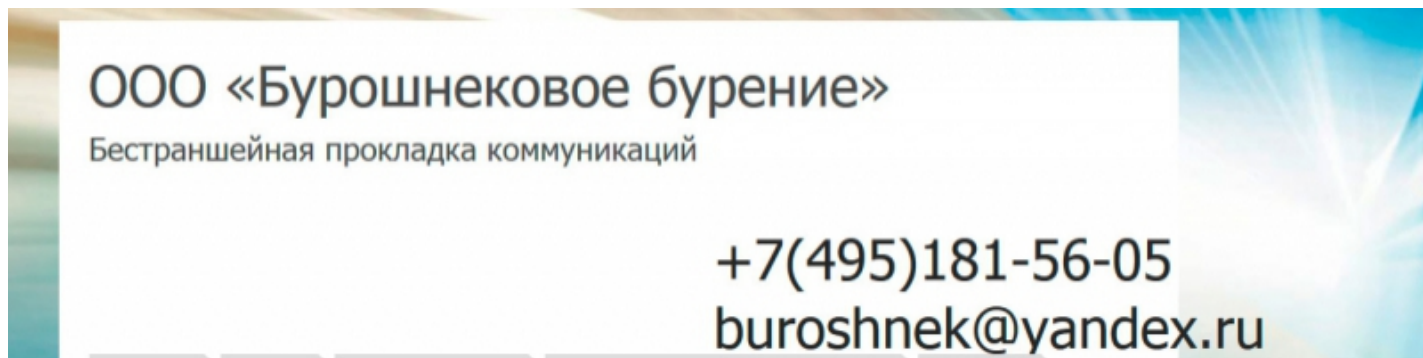 ООО «Бурошнековое бурение»
Бестраншейная прокладка коммуникаций
+7(495)181-56-05
buroshnek@yandex.ru